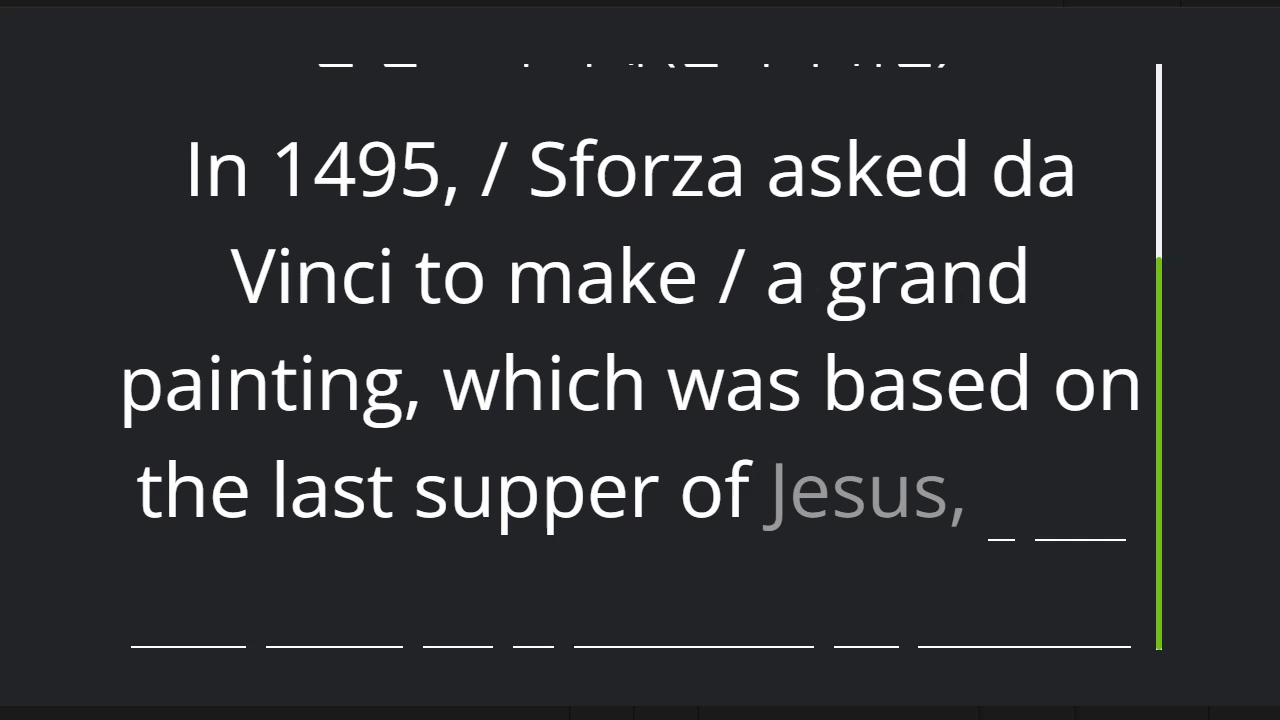 In 1495, / Sforza asked da
Vinci to make / a grand
painting, which was based on
the last supper of Jesus,